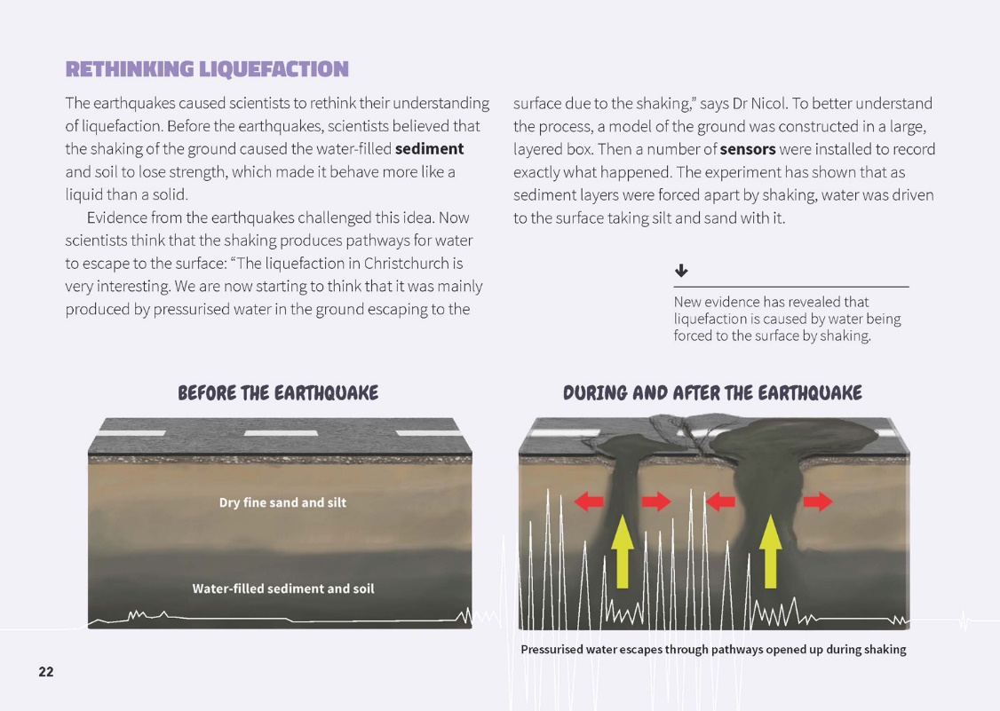 RETHINKING LIQUEFACTION
The earthquakes caused scientists to rethink their understanding
of liquefaction. Before the earthquakes, scientists believed that
the shaking of the ground caused the water-filled sediment
and soil to lose strength, which made it behave more like a
liquid than a solid.
Evidence from the earthquakes challenged this idea. Now
scientists think that the shaking produces pathways for water
to escape to the surface: “The liquefaction in Christchurch is
very interesting. We are now starting to think that it was mainly
produced by pressurised water in the ground escaping to the
surface due to the shaking,” says Dr Nicol. To better understand
the process, a model of the ground was constructed in a large,
layered box. Then a number of sensors were installed to record
exactly what happened. The experiment has shown that as
sediment layers were forced apart by shaking, water was driven
to the surface taking silt and sand with it.
New evidence has revealed that
liquefaction is caused by water being
forced to the surface by shaking.
BEFORE THE EARTHQUAKE
Dry fine sand and silt
Water-filled sediment and soil
DURING AND AFTER THE EARTHQUAKE
Pressurised water escapes through pathways opened up during shaking
22